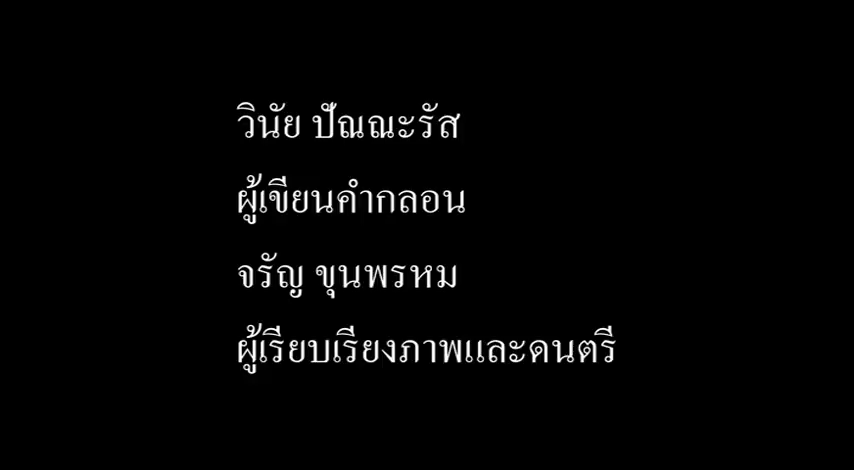 วินัย ปัณณะรัส
ผู้เขียนคำกลอน
จรัญ ขุนพรหม
ผู้เรียบเรียงภาพและดนตรี